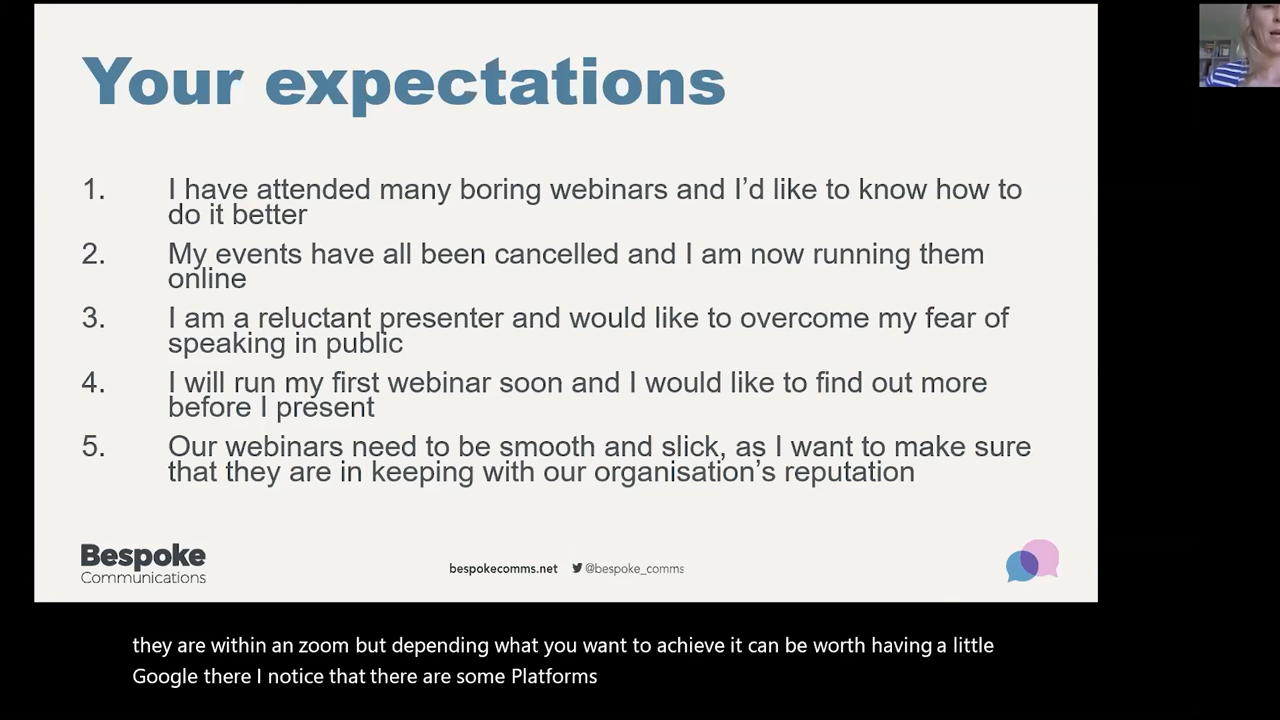 Your expectations
1. I have attended many boring webinars and I’d like to know how to
do it better
2. My events have all been cancelled and I am now running them
online
3. I am a reluctant presenter and would like to overcome my fear of
speaking in public
4. I will run my first webinar soon and I would like to find out more
before I present
5. Our webinars need to be smooth and slick, as I want to make sure
that they are in keeping with our organisation’s reputation
Bespoke
Communications
bespokecomms.net @bespoke_comms
they are within an zoom but depending what you want to achieve it can be worth having a little
Google there I notice that there are some Platforms